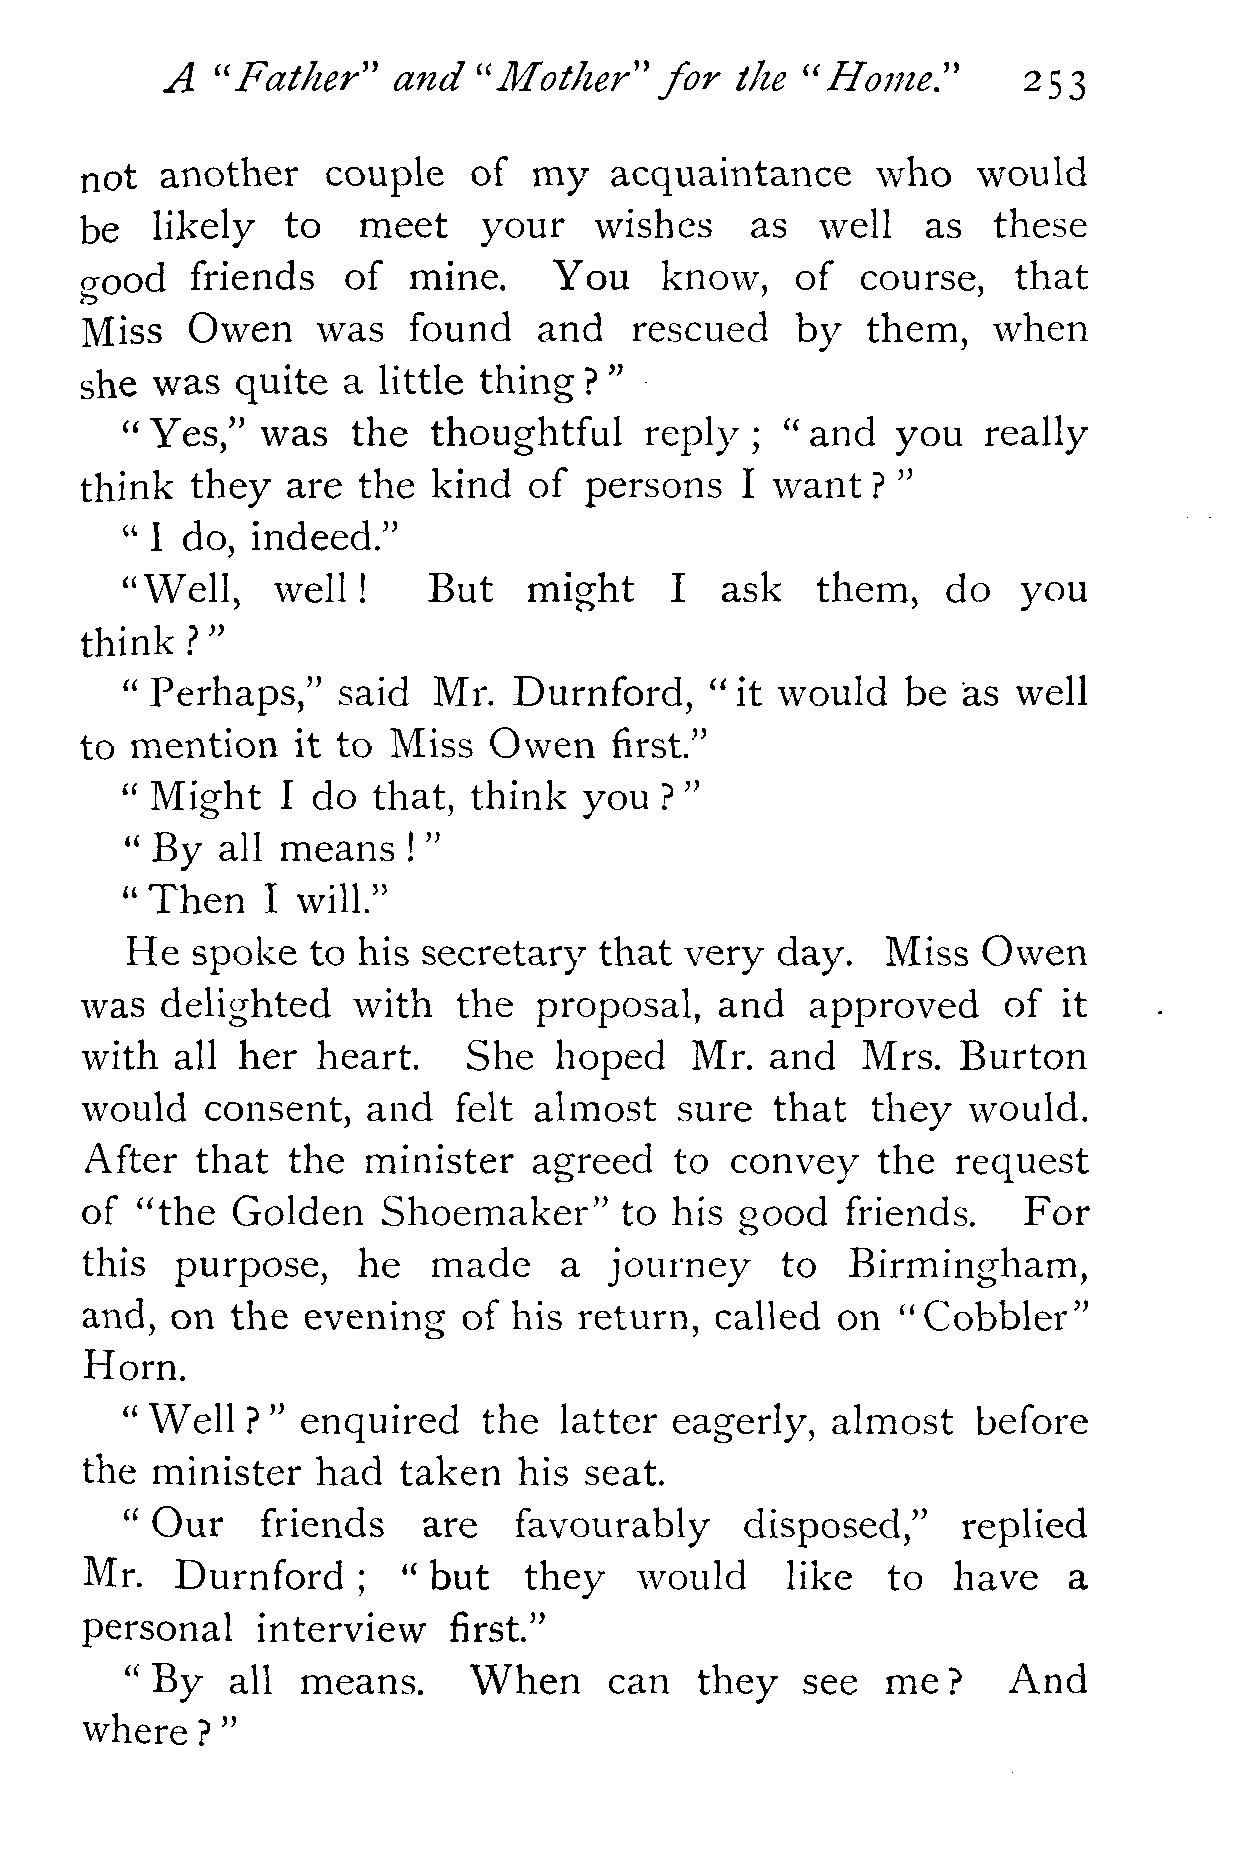 A "Father" and "Mother" for the "Home." 253
not another couple of my acquaintance who would
be likely to meet your wishes as well as these
good friends of mine. You know, of course, that
Miss Owen was found and rescued by them, when
she was quite a little thing ? "
" Yes," was the thoughtful reply ; " and you really
think they are the kind of persons I want ? "
" I do, indeed."
"Well, well ! But might I ask them, do you
think ? "
" Perhaps," said Mr. Durnford, " it would be as well
to mention it to Miss Owen first."
" Might I do that, think you ? "
" By all means ! "
" Then I will."
He spoke to his secretary that very day. Miss Owen
was delighted with the proposal, and approved of it
with all her heart. She hoped Mr. and Mrs. Burton
would consent, and felt almost sure that they would.
After that the minister agreed to convey the request
of "the Golden Shoemaker" to his good friends. For
this purpose, he made a journey to Birmingham,
and, on the evening of his return, called on " Cobbler"
Horn.
" Well ? " enquired the latter eagerly, almost before
the minister had taken his seat.
" Our friends are favourably disposed," replied
Mr. Durnford ; " but they would like to have a
personal interview first."
" By all means. When can they see me ? And
where ? "